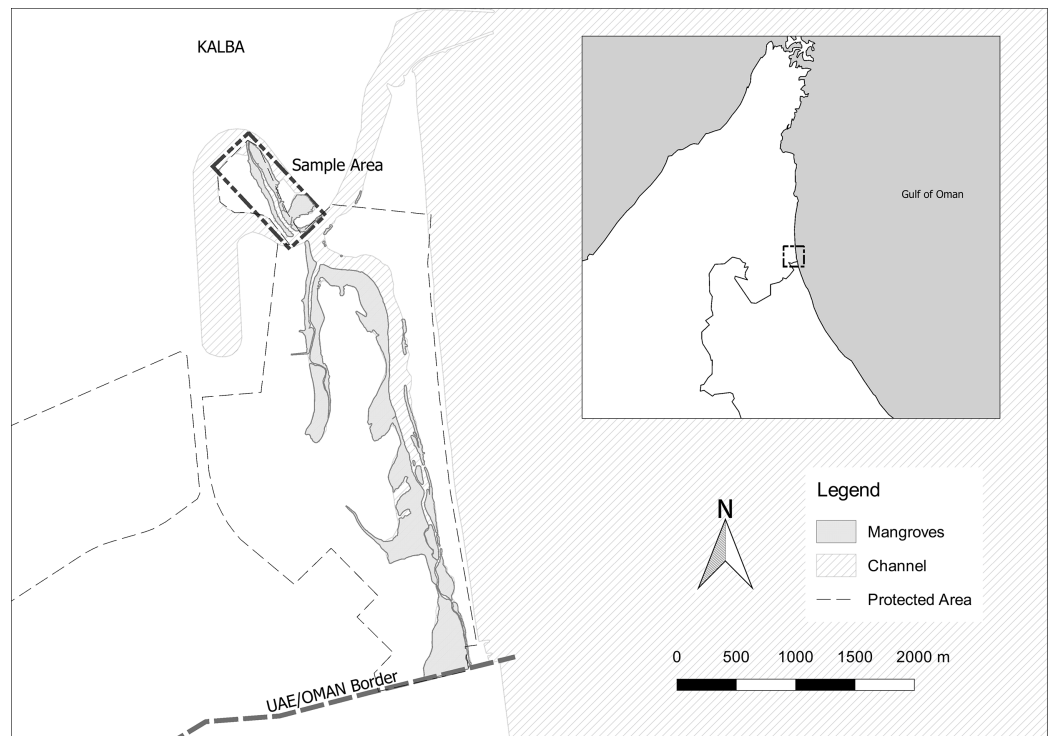 KALBA
Sample Area
Gulf of Oman
N
Legend
Mangroves
Channel
Protected Area
0 500 1000 1500 2000 m
UAE/OMAN Border